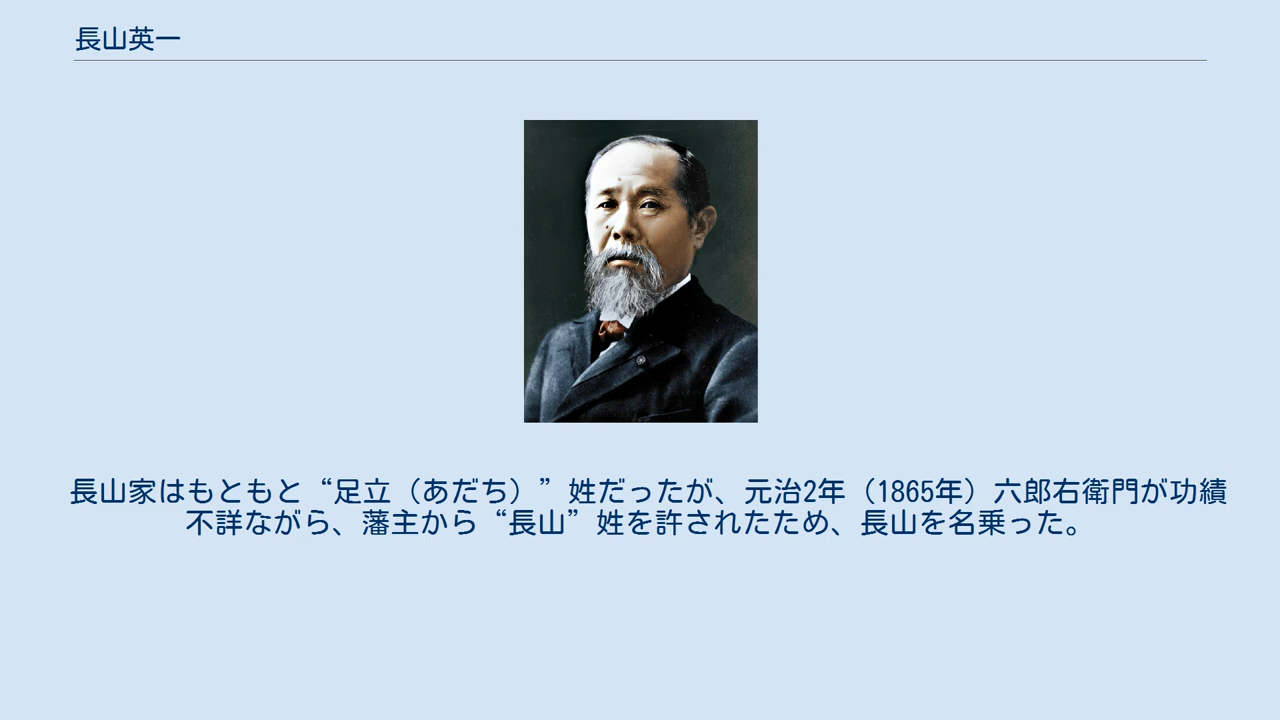 長山英一
長山家はもともと“足立（あだち）”姓だったが、元治2年（1865年）六郎右衛門が功績
不詳ながら、藩主から“長山”姓を許されたため、長山を名乗った。